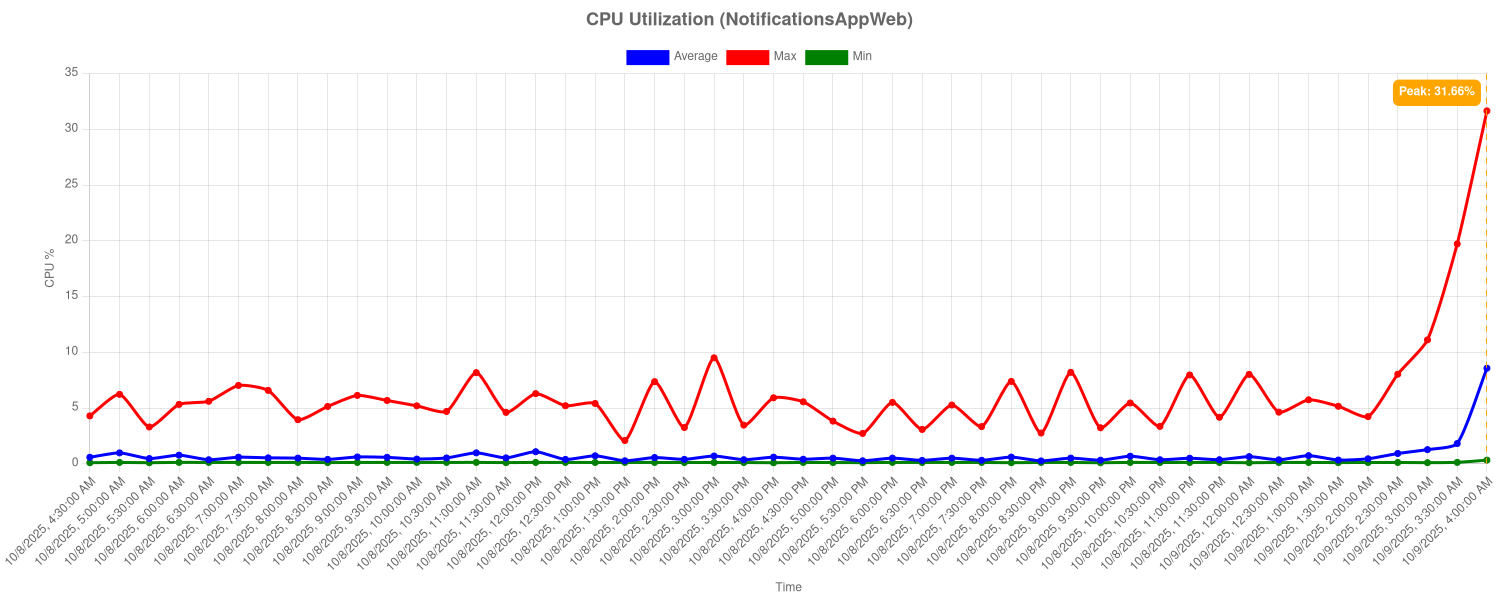 CPU Utilization (NotificationsAppWeb)
Average Max Min
Peak: 31.66%
CPU %
35
30
25
20
15
10
5
0
10/8/2025, 4:30:00 AM
10/8/2025, 5:00:00 AM
10/8/2025, 5:30:00 AM
10/8/2025, 6:00:00 AM
10/8/2025, 6:30:00 AM
10/8/2025, 7:00:00 AM
10/8/2025, 7:30:00 AM
10/8/2025, 8:00:00 AM
10/8/2025, 8:30:00 AM
10/8/2025, 9:00:00 AM
10/8/2025, 9:30:00 AM
10/8/2025, 10:00:00 AM
10/8/2025, 10:30:00 AM
10/8/2025, 11:00:00 AM
10/8/2025, 11:30:00 AM
10/8/2025, 12:00:00 PM
10/8/2025, 12:30:00 PM
10/8/2025, 1:00:00 PM
10/8/2025, 1:30:00 PM
10/8/2025, 2:00:00 PM
10/8/2025, 2:30:00 PM
10/8/2025, 3:00:00 PM
10/8/2025, 3:30:00 PM
10/8/2025, 4:00:00 PM
10/8/2025, 4:30:00 PM
10/8/2025, 5:00:00 PM
10/8/2025, 5:30:00 PM
10/8/2025, 6:00:00 PM
10/8/2025, 6:30:00 PM
10/8/2025, 7:00:00 PM
10/8/2025, 7:30:00 PM
10/8/2025, 8:00:00 PM
10/8/2025, 8:30:00 PM
10/8/2025, 9:00:00 PM
10/8/2025, 9:30:00 PM
10/8/2025, 10:00:00 PM
10/8/2025, 10:30:00 PM
10/8/2025, 11:00:00 PM
10/8/2025, 11:30:00 PM
10/9/2025, 12:00:00 AM
10/9/2025, 12:30:00 AM
10/9/2025, 1:00:00 AM
10/9/2025, 1:30:00 AM
10/9/2025, 2:00:00 AM
10/9/2025, 2:30:00 AM
10/9/2025, 3:00:00 AM
10/9/2025, 3:30:00 AM
10/9/2025, 4:00:00 AM
Time